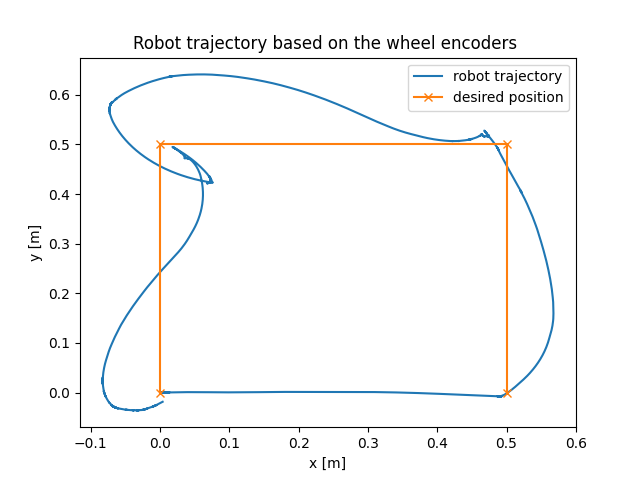 Robot trajectory based on the wheel encoders
robot trajectory
desired position
0.6
0.5
0.4
0.3
0.2
0.1
0.0
y [m]
−0.1 0.0 0.1 0.2 0.3 0.4 0.5 0.6
x [m]